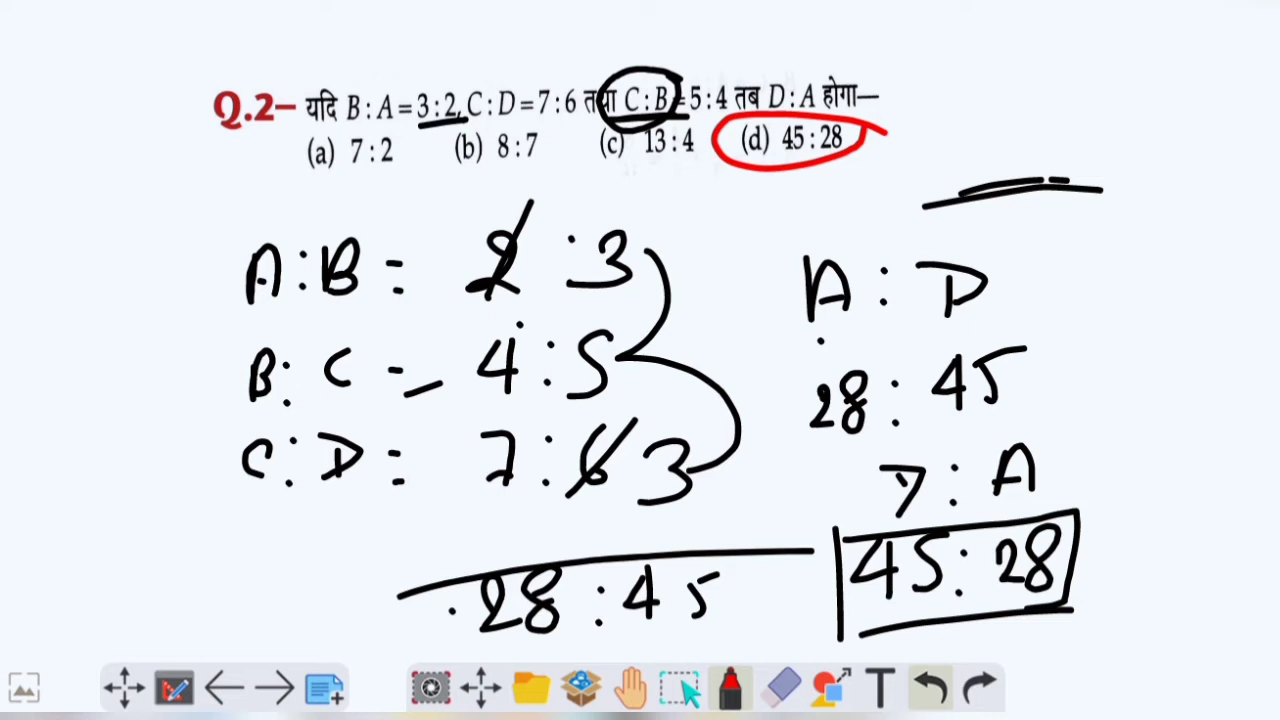 Q.2– यदि B : A = 3 : 2, C : D = 7 : 6 तथा C : B = 5 : 4 तब D : A होगा—
(a) 7 : 2 (b) 8 : 7 (c) 13 : 4 (d) 45 : 28
A : B = 2 : 3
B : C = 4 : 5
C : D = 7 : 6 3
28 : 45
A : D
28 : 45
D : A
45 : 28
T